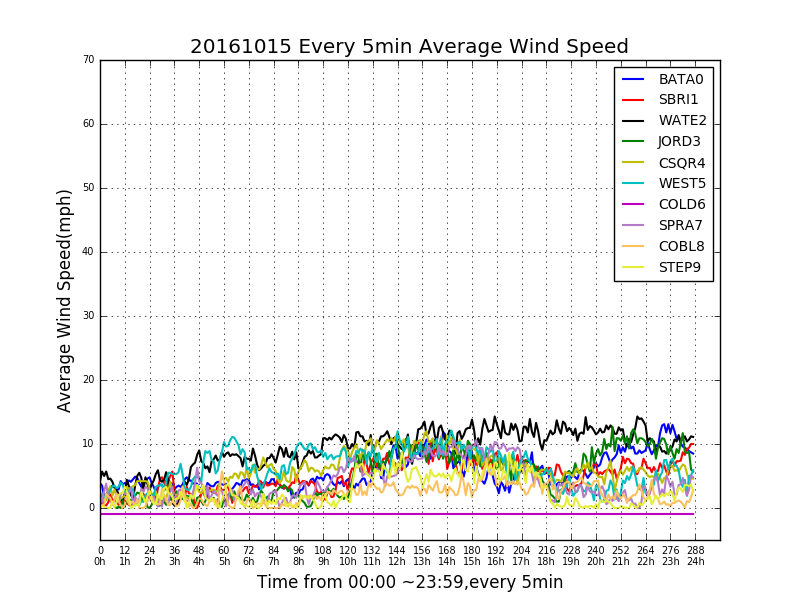 20161015 Every 5min Average Wind Speed
70
60
50
40
30
20
10
0
Average Wind Speed(mph)
BATA0
SBRI1
WATE2
JORD3
CSQR4
WEST5
COLD6
SPRA7
COBL8
STEP9
0 12 24 36 48 60 72 84 96 108 120 132 144 156 168 180 192 204 216 228 240 252 264 276 288
0h 1h 2h 3h 4h 5h 6h 7h 8h 9h 10h 11h 12h 13h 14h 15h 16h 17h 18h 19h 20h 21h 22h 23h 24h
Time from 00:00 ~23:59,every 5min